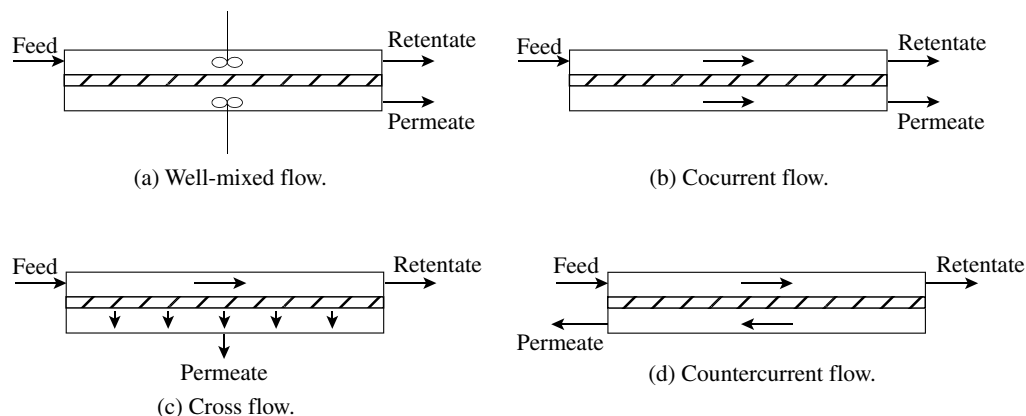 Feed
Retentate
Permeate
(a) Well-mixed flow.
Feed
Retentate
Permeate
(b) Cocurrent flow.
Feed
Retentate
Permeate
(c) Cross flow.
Feed
Retentate
Permeate
(d) Countercurrent flow.